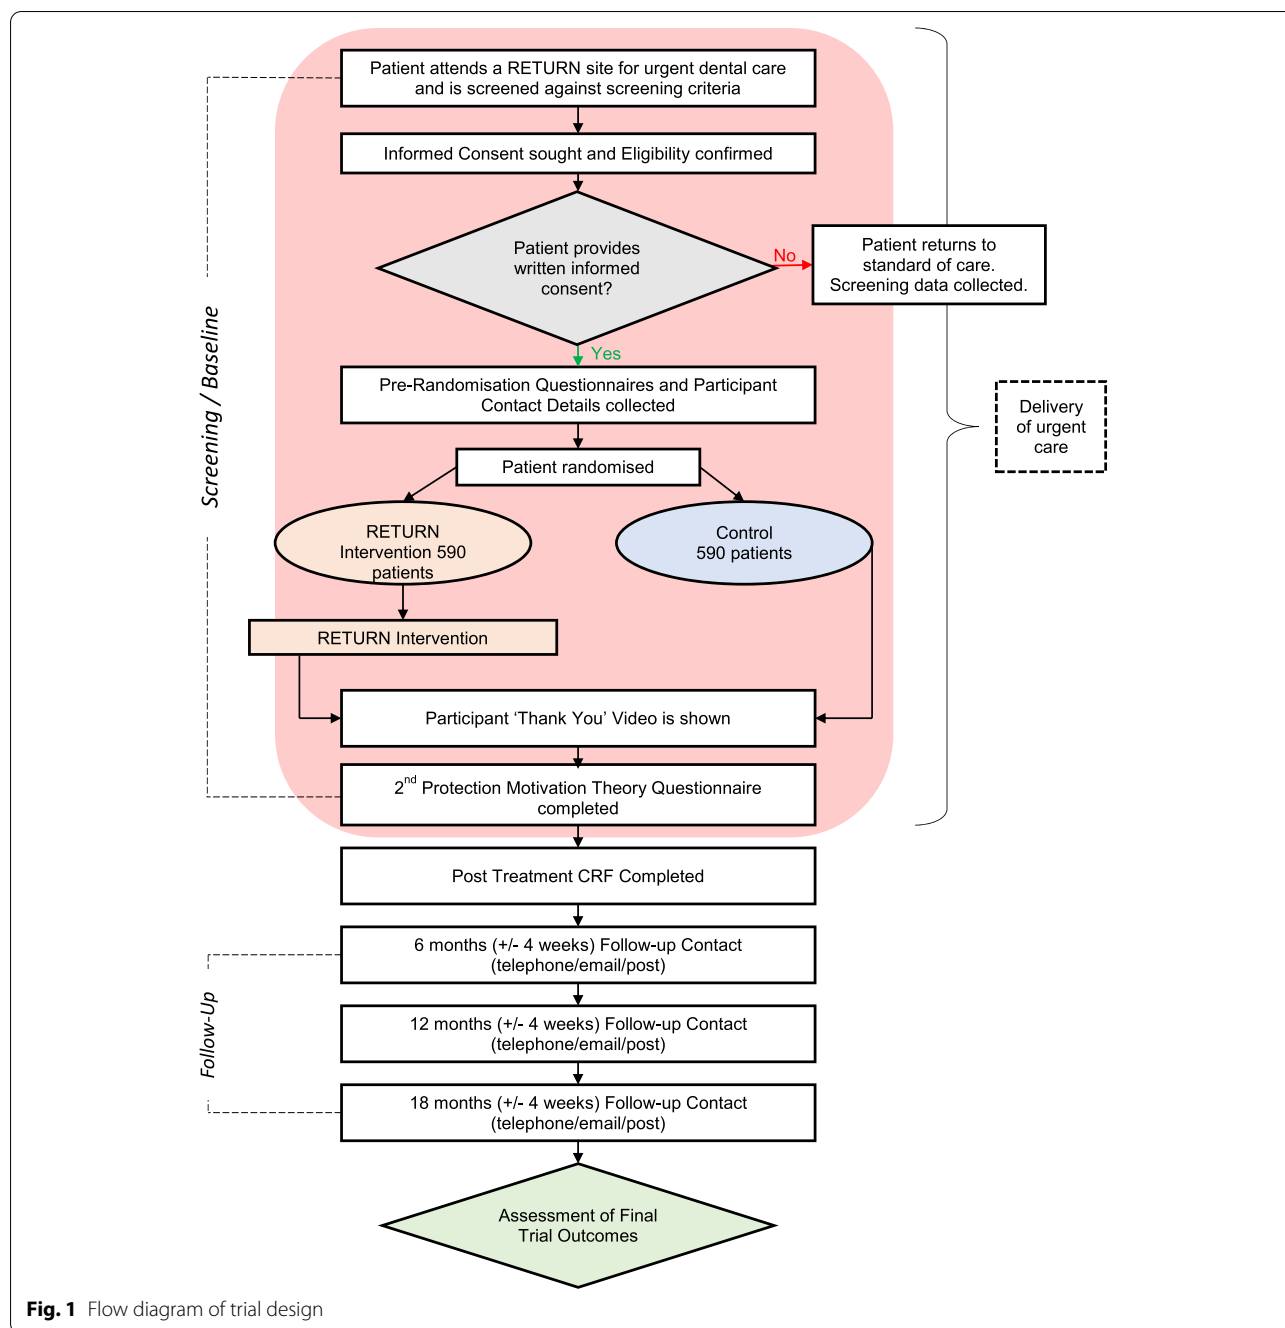 Patient attends a RETURN site for urgent dental care
and is screened against screening criteria
Informed Consent sought and Eligibility confirmed
Patient provides
written informed
consent?
No
Patient returns to
standard of care.
Screening data collected.
Yes
Screening / Baseline
Pre-Randomisation Questionnaires and Participant
Contact Details collected
Delivery
of urgent
care
Patient randomised
RETURN
Intervention 590
patients
Control
590 patients
RETURN Intervention
Participant ‘Thank You’ Video is shown
2nd Protection Motivation Theory Questionnaire
completed
Post Treatment CRF Completed
6 months (+/- 4 weeks) Follow-up Contact
(telephone/email/post)
Follow-Up
12 months (+/- 4 weeks) Follow-up Contact
(telephone/email/post)
18 months (+/- 4 weeks) Follow-up Contact
(telephone/email/post)
Assessment of Final
Trial Outcomes
Fig. 1 Flow diagram of trial design